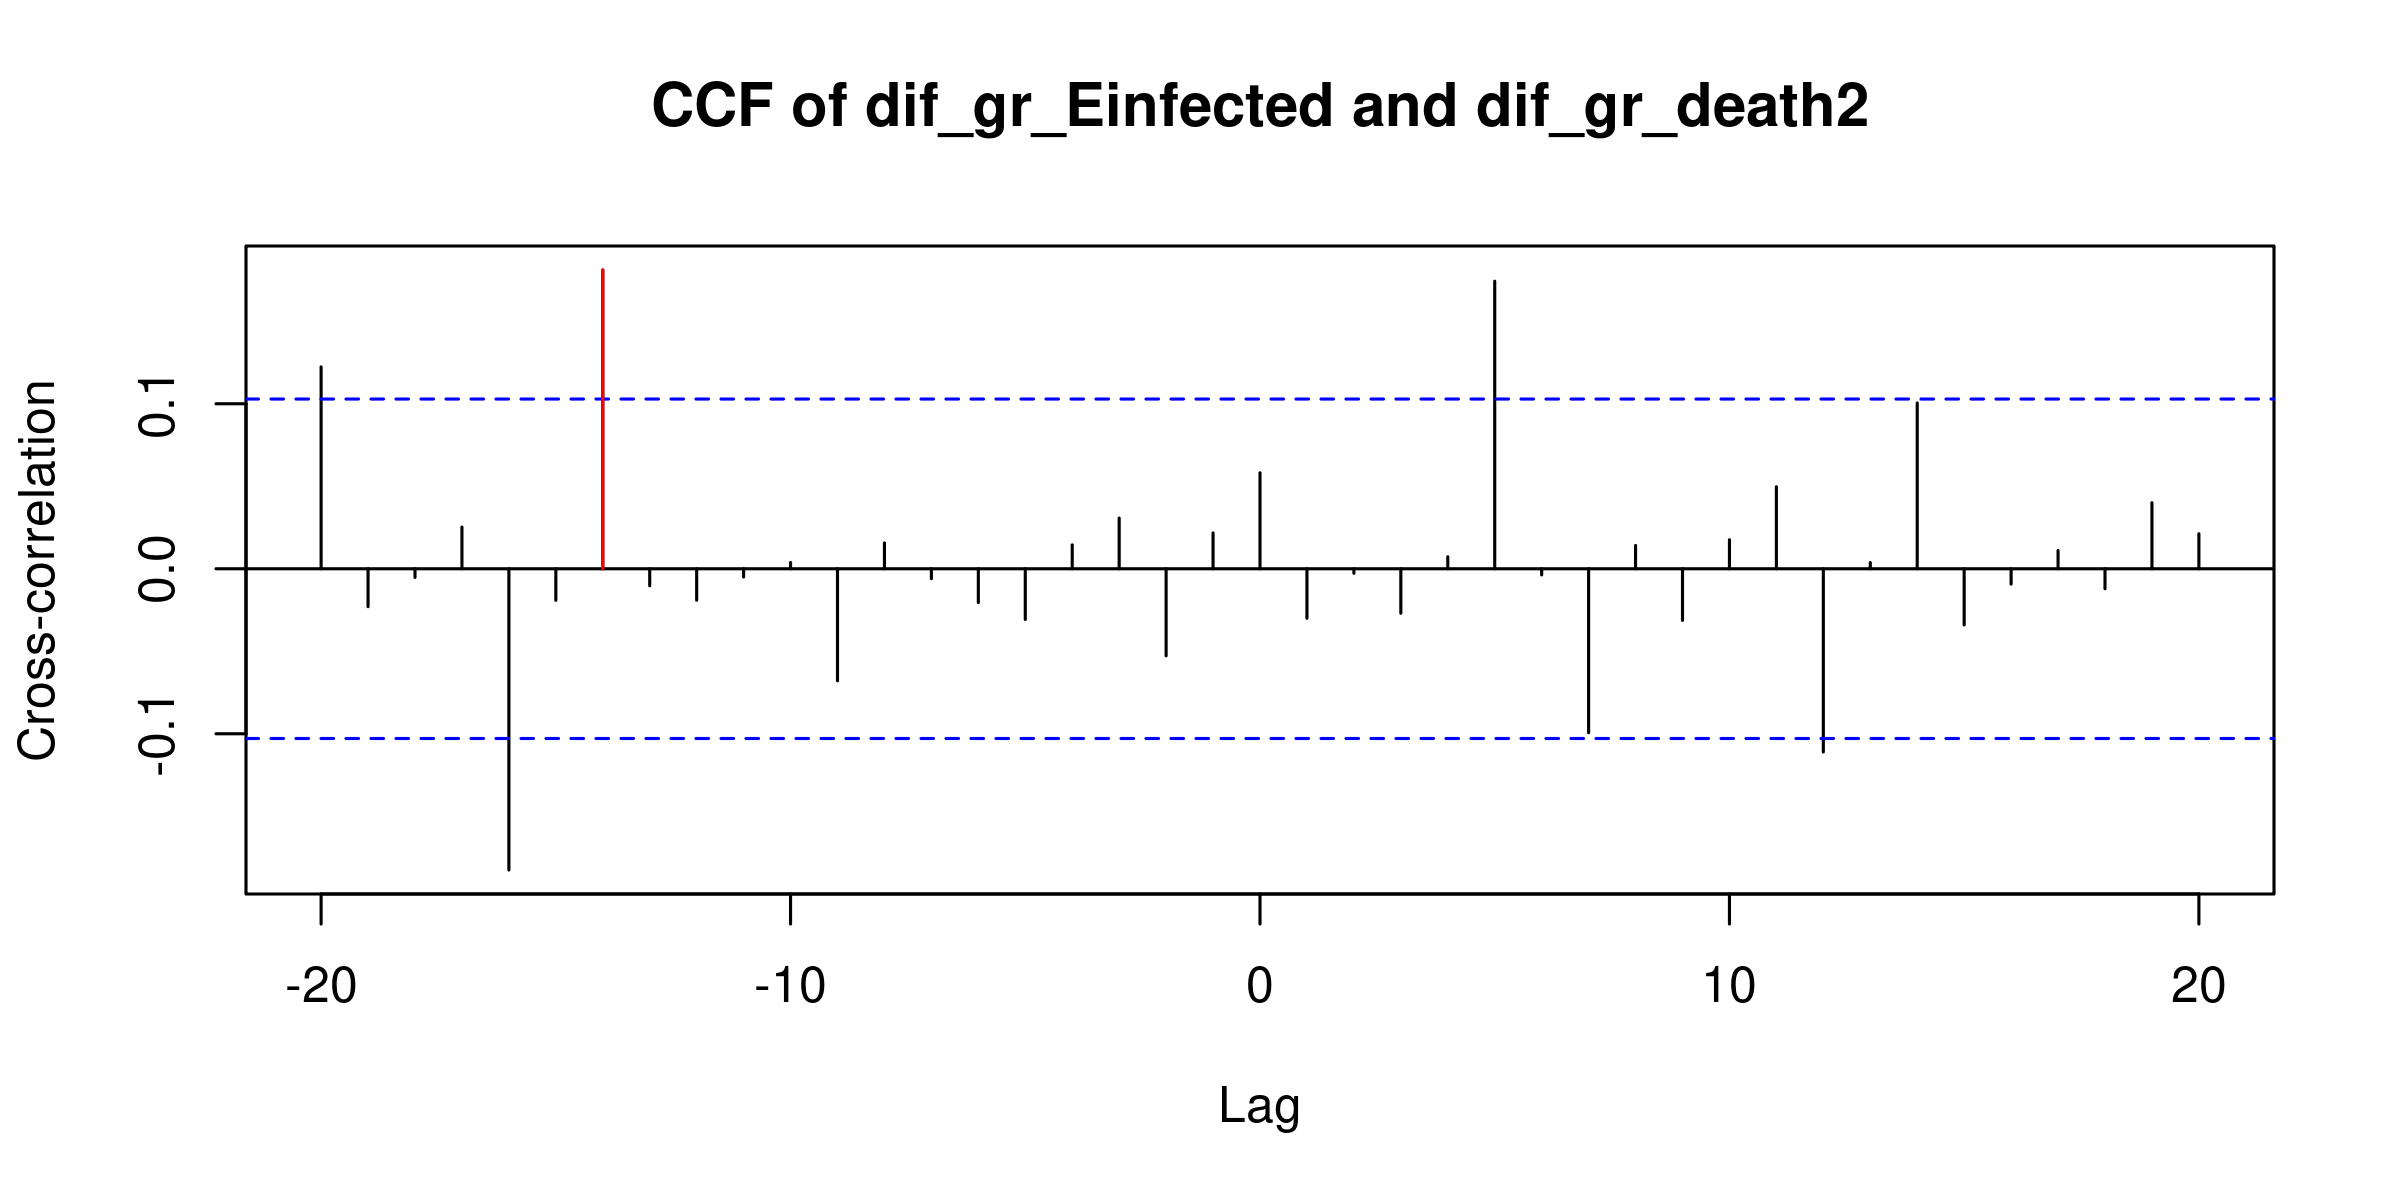 CCF of dif_gr_Einfected and dif_gr_death2
Cross-correlation
0.1
0.0
-0.1
-20 -10 0 10 20
Lag